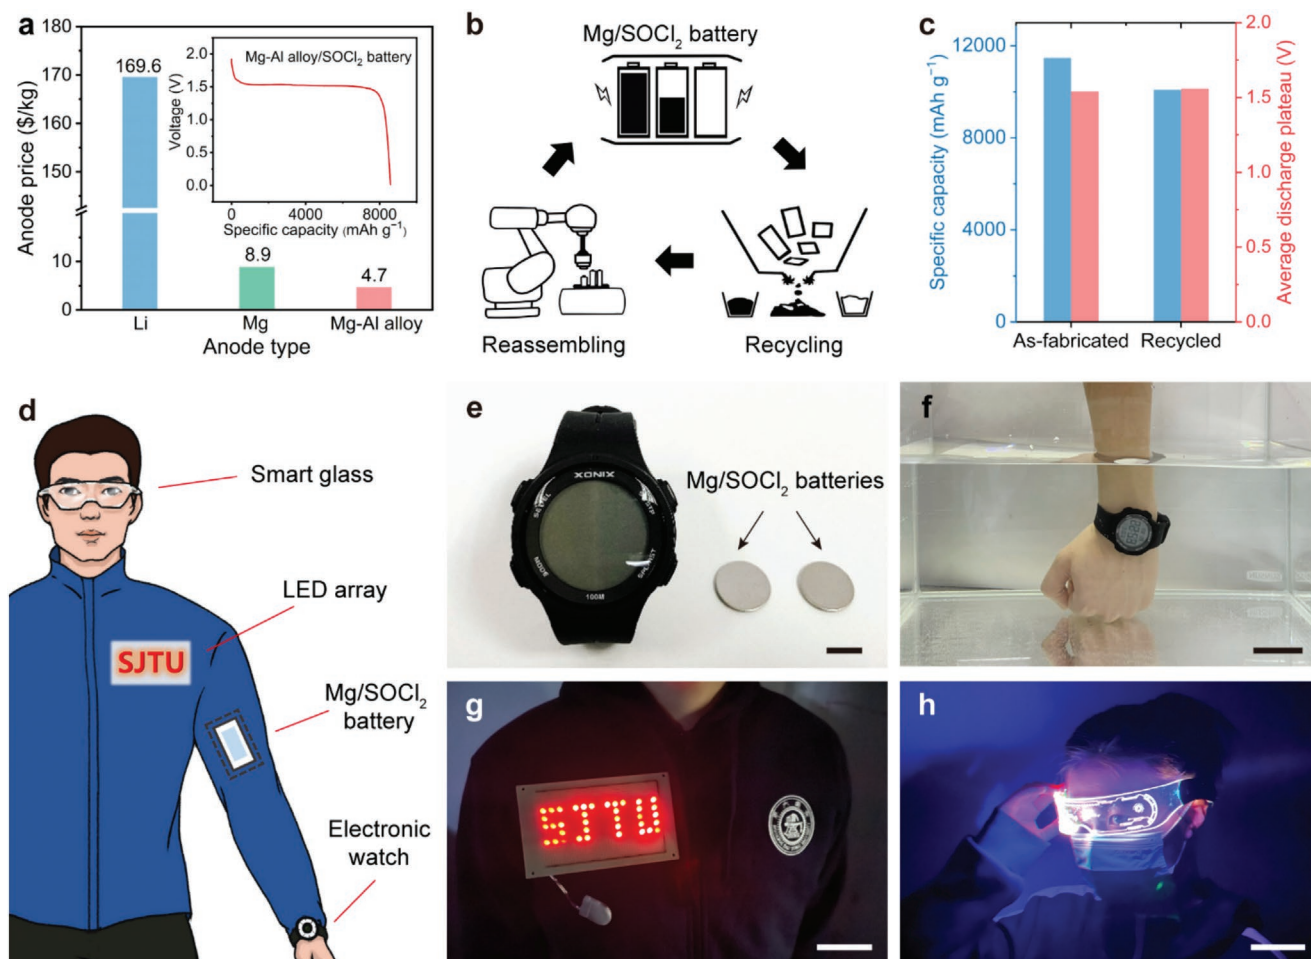 a
Anode price ($/kg)
180
170
160
150
10
0
169.6
8.9
4.7
Li
Mg
Mg-Al alloy
Anode type
Mg-Al alloy/SOCl₂ battery
Voltage (V)
2.0
1.5
1.0
0.5
0.0
0
4000
8000
Specific capacity (mAh g⁻¹)
b
Mg/SOCl₂ battery
Reassembling
Recycling
c
Specific capacity (mAh g⁻¹)
12000
8000
4000
0
2.0
1.5
1.0
0.5
0.0
Average discharge plateau (V)
As-fabricated
Recycled
d
Smart glass
LED array
SJTU
Mg/SOCl₂
battery
Electronic
watch
e
XONIX
MODE
100M
Mg/SOCl₂ batteries
f
g
SJTU
h